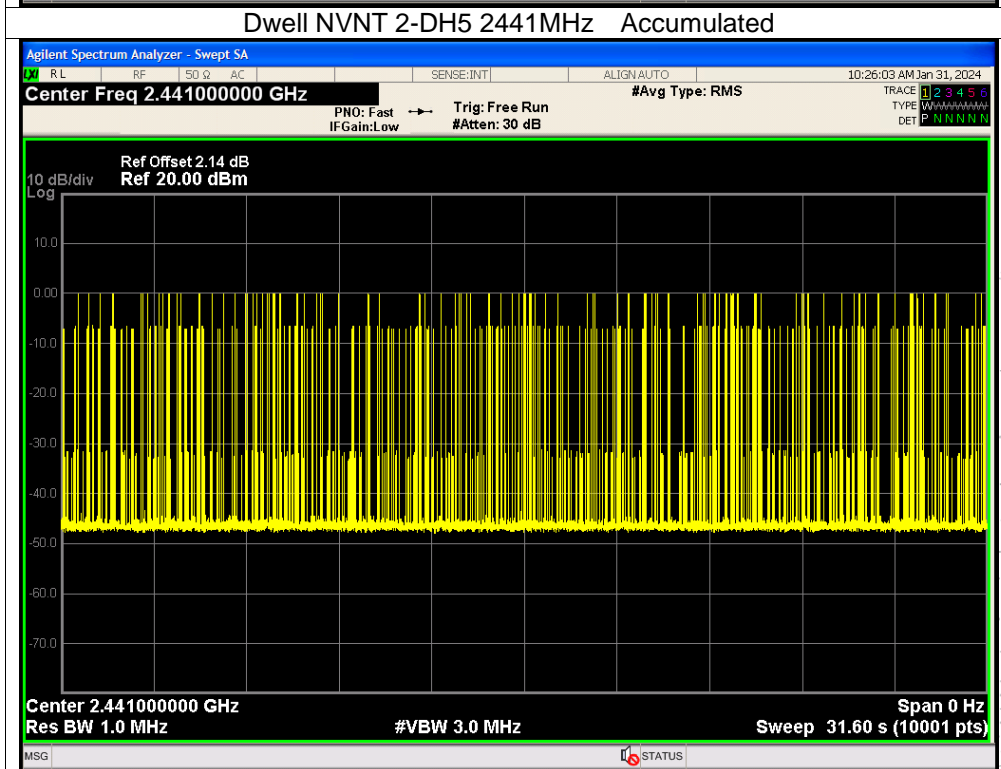 Dwell NVNT 2-DH5 2441MHz Accumulated
Agilent Spectrum Analyzer - Swept SA
LXI RL RF 50 Ω AC SENSE:INT ALIGN AUTO 10:26:03 AM Jan 31, 2024
Center Freq 2.441000000 GHz #Avg Type: RMS TRACE 1 2 3 4 5 6
PNO: Fast Trig: Free Run TYPE WWWWWW
IFGain:Low #Atten: 30 dB DET P N N N N N
Ref Offset 2.14 dB
10 dB/div Ref 20.00 dBm
Log
10.0
0.00
-10.0
-20.0
-30.0
-40.0
-50.0
-60.0
-70.0
Center 2.441000000 GHz Span 0 Hz
Res BW 1.0 MHz #VBW 3.0 MHz Sweep 31.60 s (10001 pts)
MSG STATUS